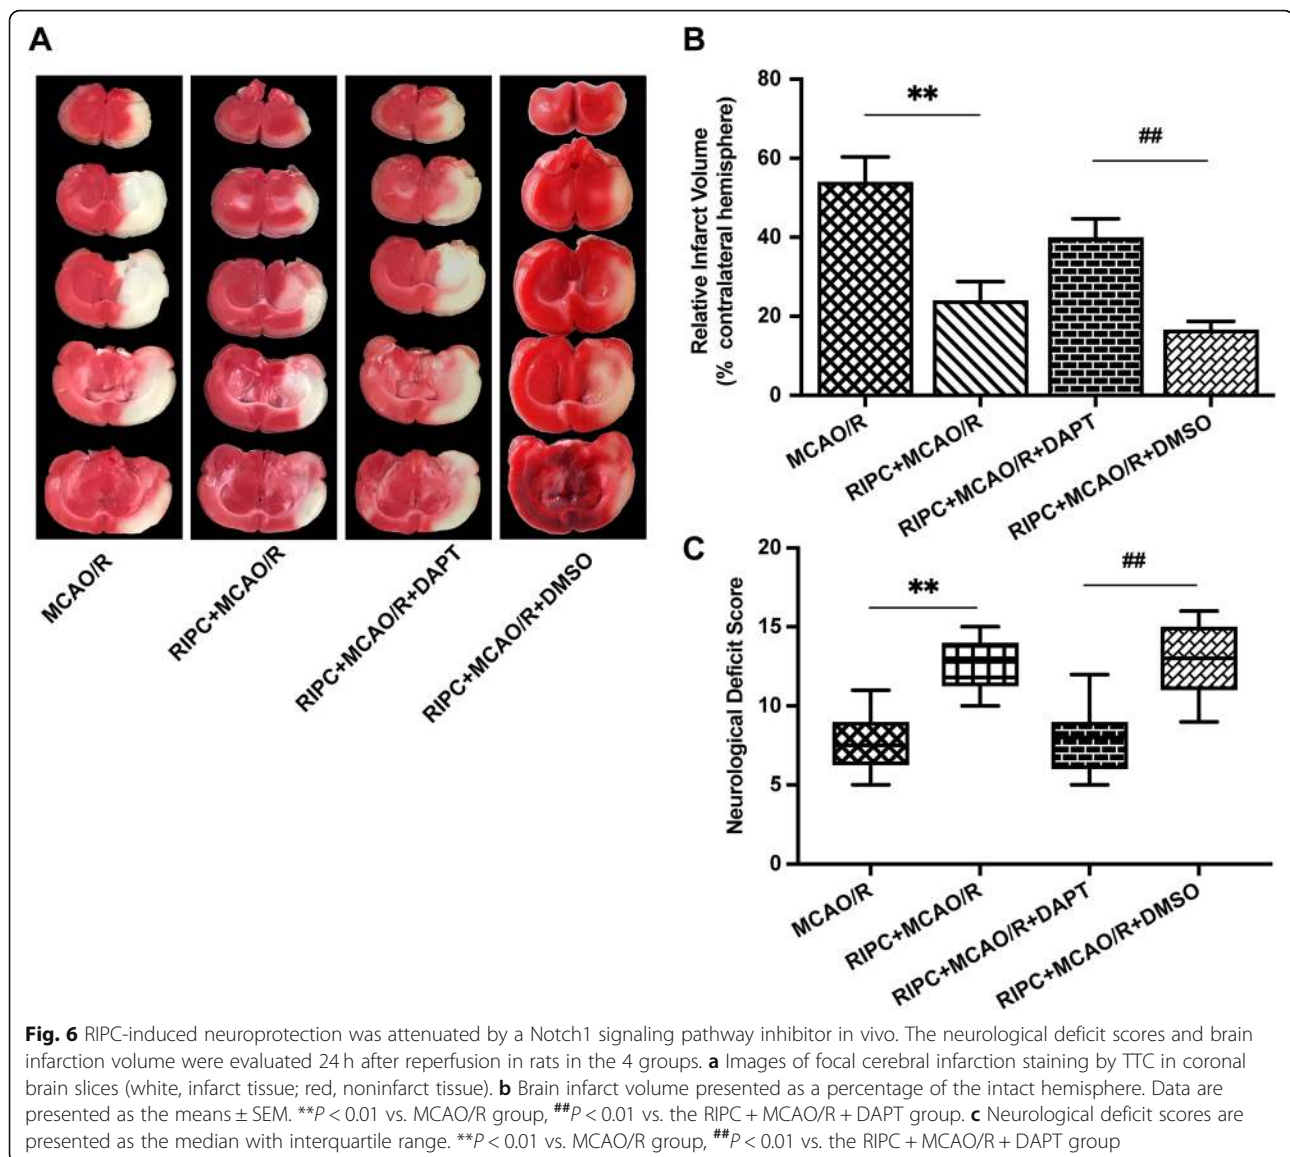 A
MCAO/R
RIPC+MCAO/R
RIPC+MCAO/R+DAPT
RIPC+MCAO/R+DMSO
B
Relative Infarct Volume
(% contralateral hemisphere)
80
60
40
20
0
**
##
MCAO/R
RIPC+MCAO/R
RIPC+MCAO/R+DAPT
RIPC+MCAO/R+DMSO
C
Neurological Deficit Score
20
15
10
5
0
**
##
MCAO/R
RIPC+MCAO/R
RIPC+MCAO/R+DAPT
RIPC+MCAO/R+DMSO
Fig. 6 RIPC-induced neuroprotection was attenuated by a Notch1 signaling pathway inhibitor in vivo. The neurological deficit scores and brain
infarction volume were evaluated 24 h after reperfusion in rats in the 4 groups. a Images of focal cerebral infarction staining by TTC in coronal
brain slices (white, infarct tissue; red, noninfarct tissue). b Brain infarct volume presented as a percentage of the intact hemisphere. Data are
presented as the means ± SEM. **P < 0.01 vs. MCAO/R group, ##P < 0.01 vs. the RIPC + MCAO/R + DAPT group. c Neurological deficit scores are
presented as the median with interquartile range. **P < 0.01 vs. MCAO/R group, ##P < 0.01 vs. the RIPC + MCAO/R + DAPT group